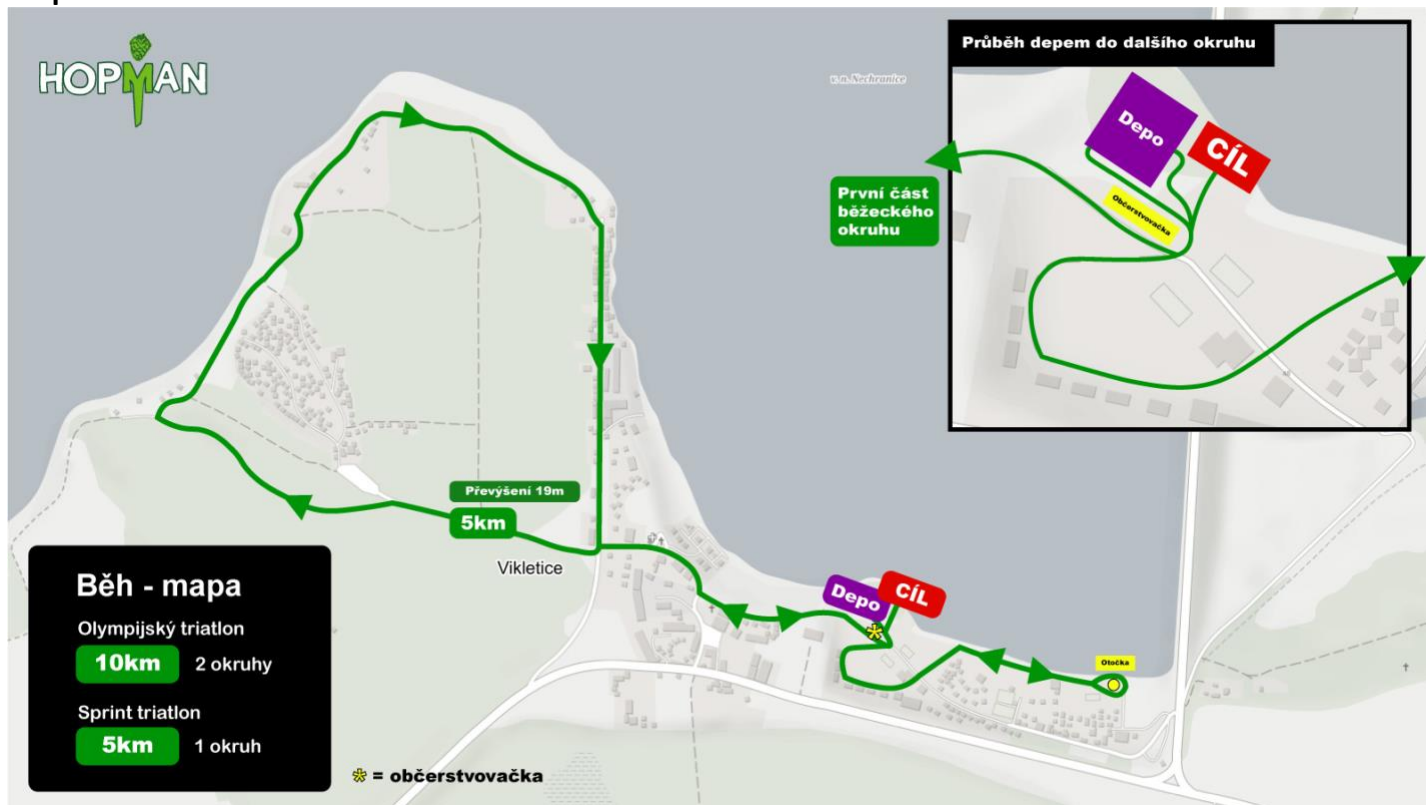 HOPMAN
v. n. Nechranice
Průběh depem do dalšího okruhu
Depo
CÍL
Občerstvovačka
První část
běžeckého
okruhu
Převýšení 19m
5km
Vikletice
Depo
CÍL
Otočka
Běh - mapa
Olympijský triatlon
10km 2 okruhy
Sprint triatlon
5km 1 okruh
= občerstvovačka